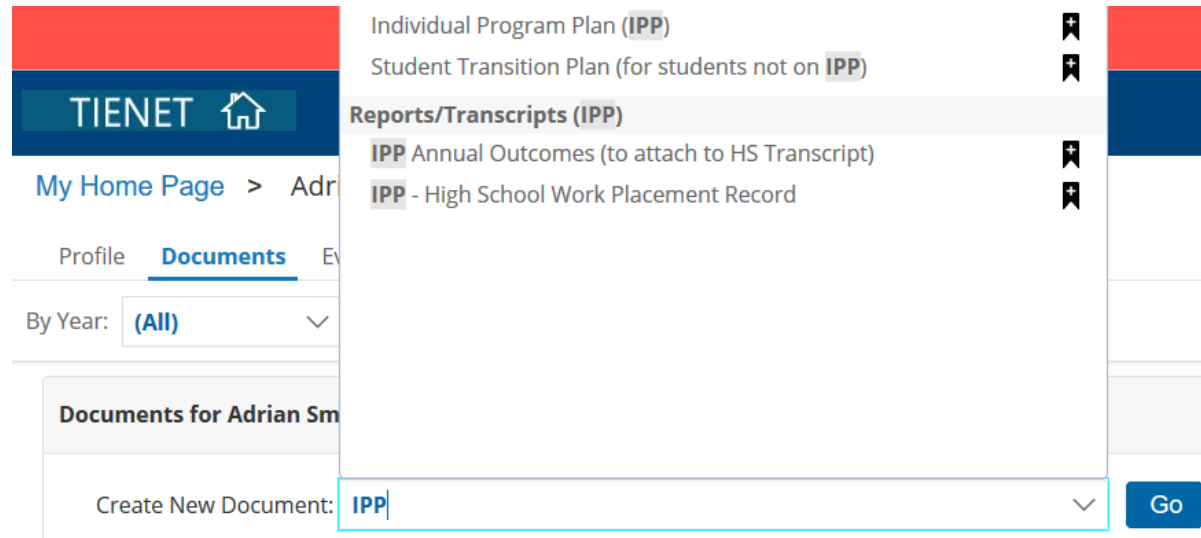 Individual Program Plan (IPP)
Student Transition Plan (for students not on IPP)
TIENET
Reports/Transcripts (IPP)
IPP Annual Outcomes (to attach to HS Transcript)
My Home Page > Adri
IPP - High School Work Placement Record
Profile Documents Ev
By Year: (All)
Documents for Adrian Sm
Create New Document: IPP Go